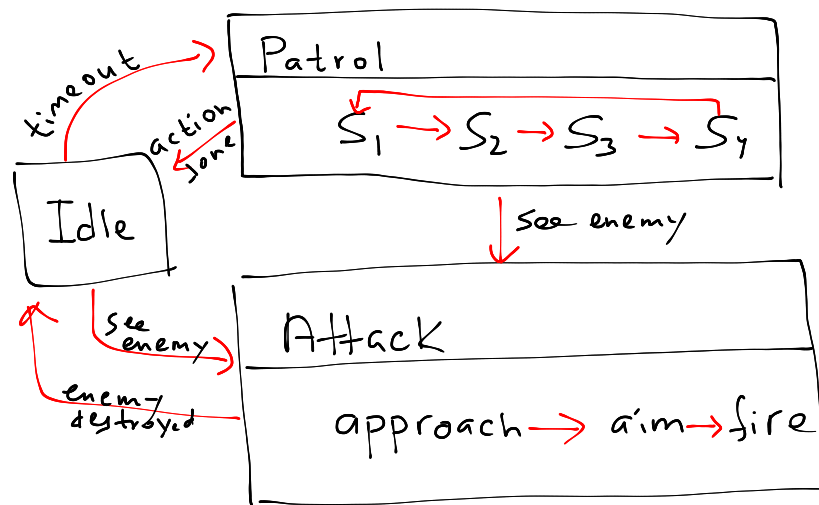 Patrol
timeout
S1 → S2 → S3 → S4
action
done
Idle
see enemy
see
enemy
Attack
enemy
destroyed
approach → aim → fire